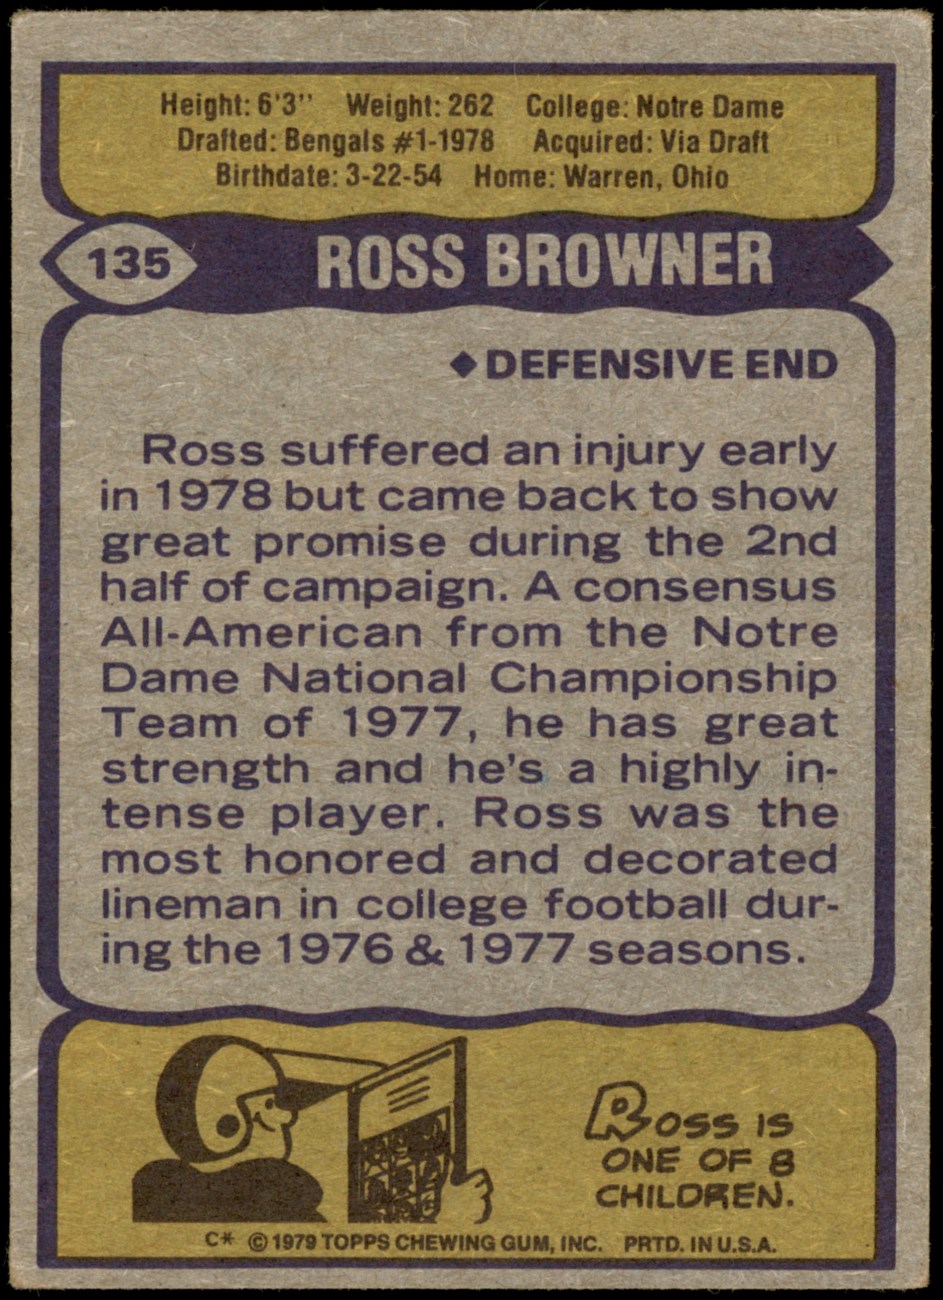 Height: 6'3" Weight: 262 College: Notre Dame
Drafted: Bengals #1-1978 Acquired: Via Draft
Birthdate: 3-22-54 Home: Warren, Ohio
135 ROSS BROWNER
◆DEFENSIVE END
Ross suffered an injury early
in 1978 but came back to show
great promise during the 2nd
half of campaign. A consensus
All-American from the Notre
Dame National Championship
Team of 1977, he has great
strength and he's a highly in-
tense player. Ross was the
most honored and decorated
lineman in college football dur-
ing the 1976 & 1977 seasons.
ROSS IS
ONE OF 8
CHILDREN.
C* © 1979 TOPPS CHEWING GUM, INC. PRTD. IN U.S.A.